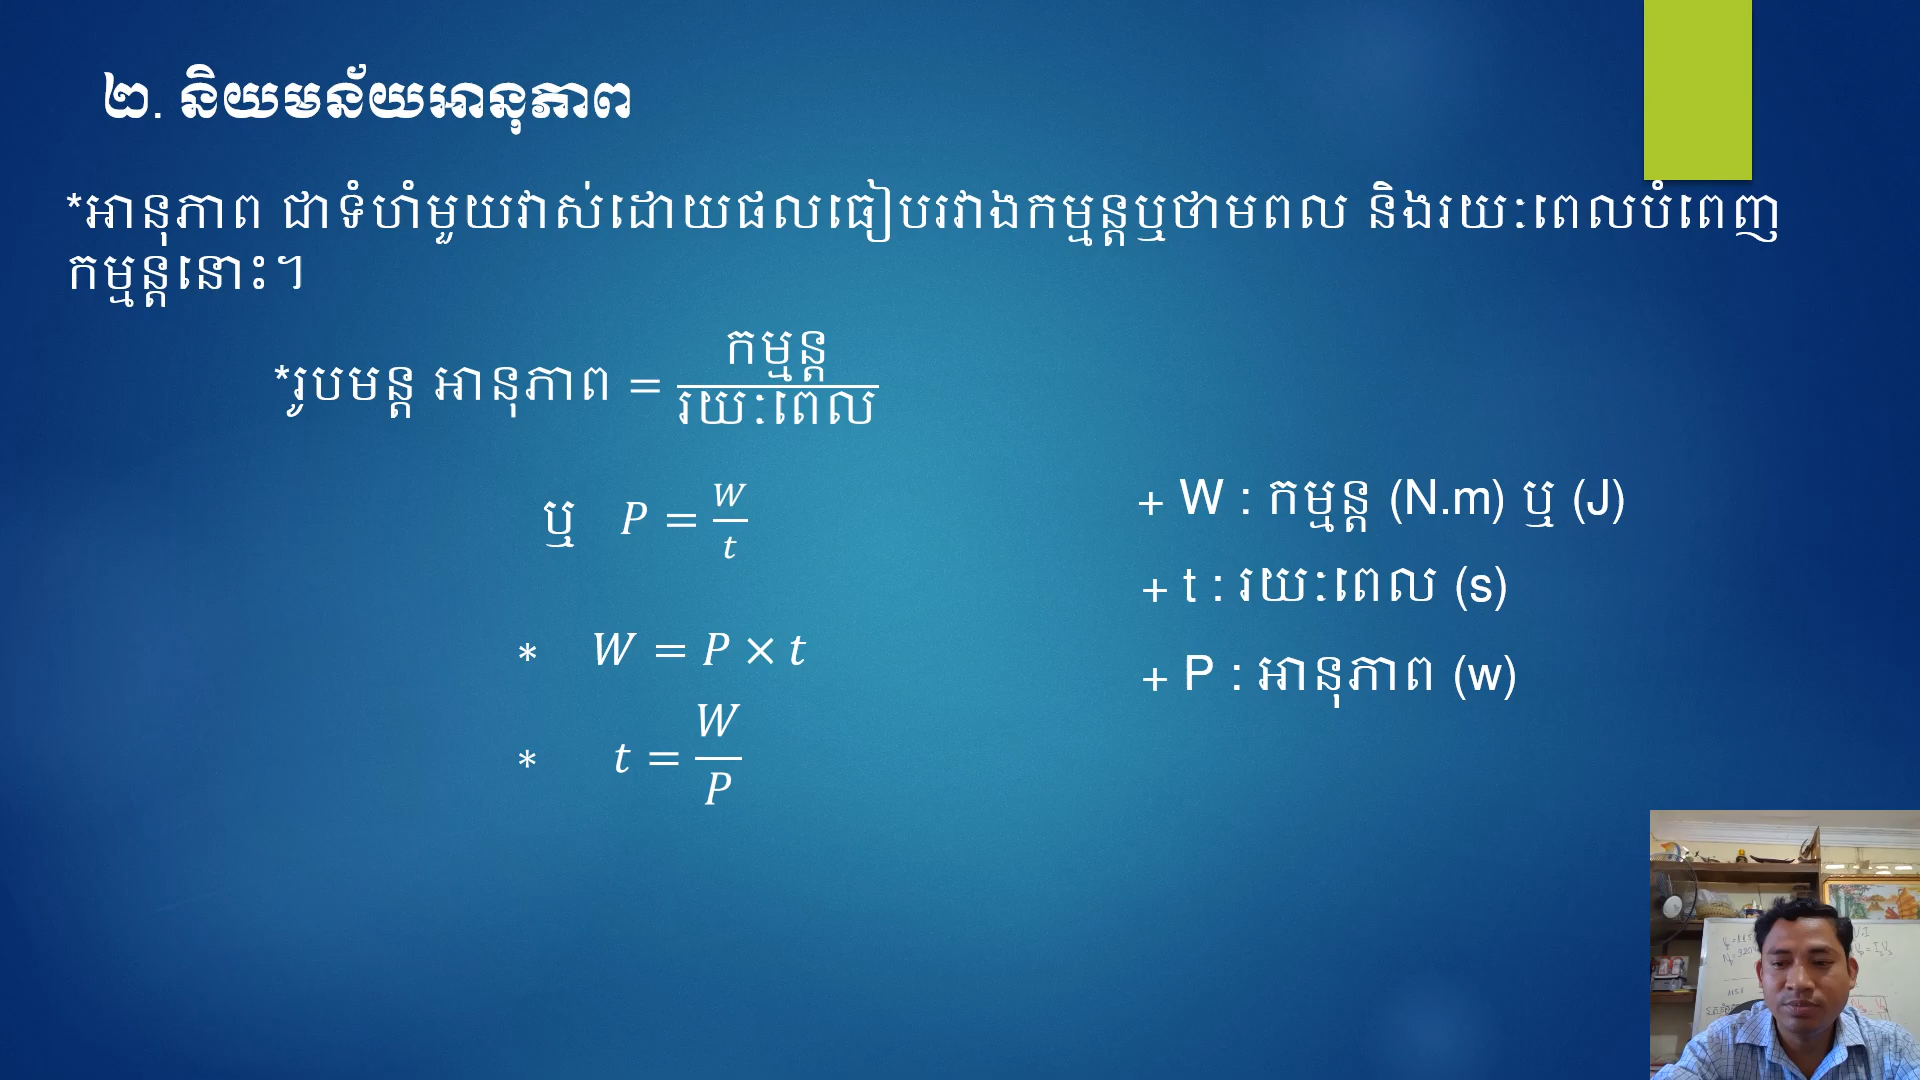 ២. និយមន័យអានុភាព
*អានុភាព ជាទំហំមួយវាស់ដោយផលធៀបរវាងកម្មន្តឬថាមពល និងរយៈពេលបំពេញ
កម្មន្តនោះ។
*រូបមន្ត អានុភាព = កម្មន្ត / រយៈពេល
ឬ P = W / t
* W = P × t
* t = W / P
+ W : កម្មន្ត (N.m) ឬ (J)
+ t : រយៈពេល (s)
+ P : អានុភាព (w)